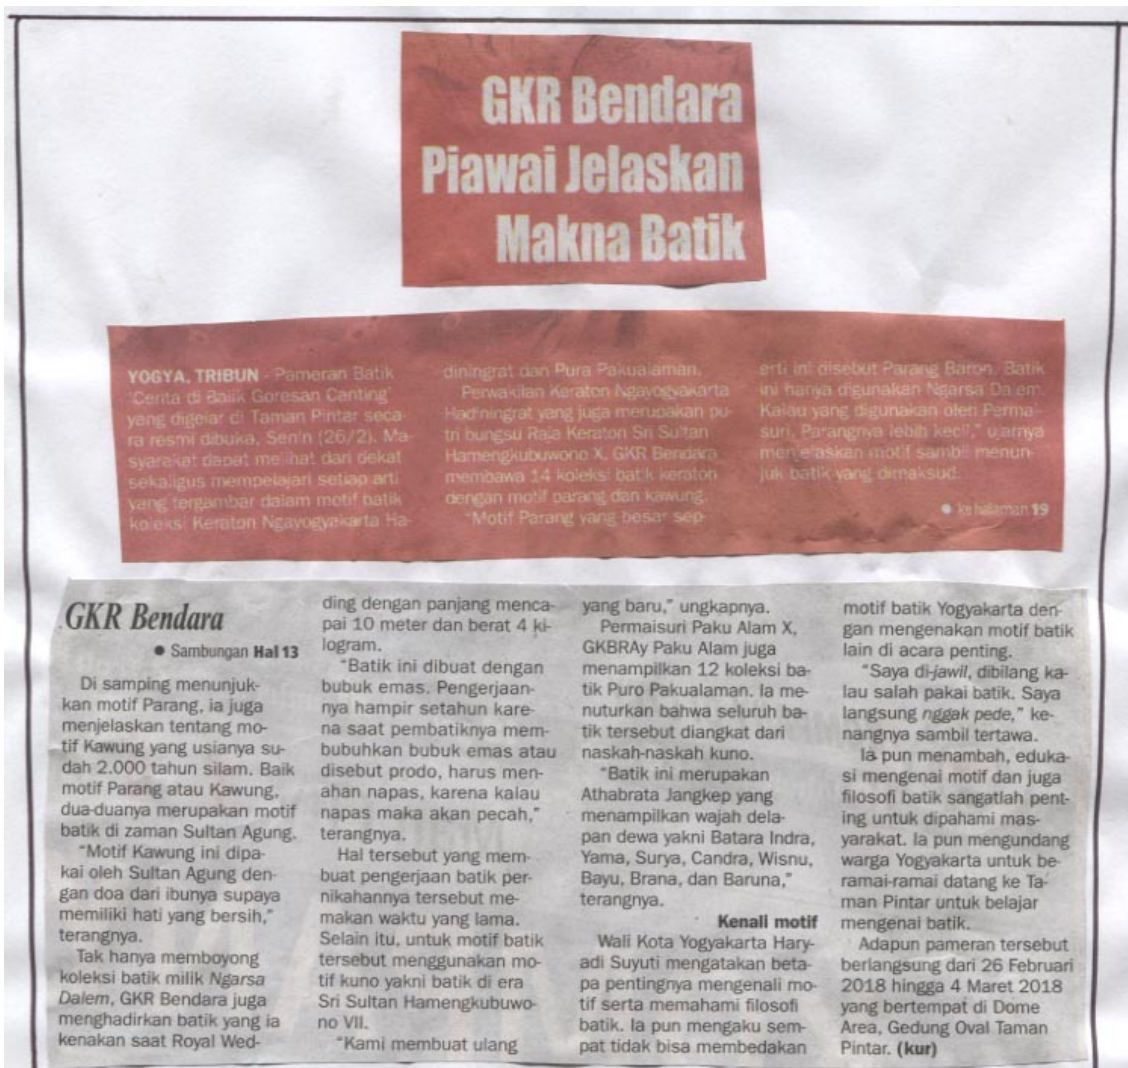 GKR Bendara
Piawai Jelaskan
Makna Batik
YOGYA, TRIBUN - Pameran Batik
'Cerita di Balik Goresan Canting'
yang digelar di Taman Pintar seca-
ra resmi dibuka, Senin (26/2). Ma-
syarakat dapat melihat dari dekat
sekaligus mempelajari setiap arti
yang tergambar dalam motif batik
koleksi Keraton Ngayogyakarta Ha-
diningrat dan Pura Pakualaman.
Perwakilan Keraton Ngayogyakarta
Hadiningrat yang juga merupakan pu-
tri bungsu Raja Keraton Sri Sultan
Hamengkubuwono X, GKR Bendara
membawa 14 koleksi batik keraton
dengan motif parang dan kawung.
"Motif Parang yang besar sep-
erti ini disebut Parang Baron. Batik
ini hanya digunakan Ngarsa Dalem.
Kalau yang digunakan oleh Permai-
suri, Parangnya lebih kecil," ujarnya
menjelaskan motif sambil menun-
juk batik yang dimaksud.
● ke halaman 19
GKR Bendara
● Sambungan Hal 13
Di samping menunjuk-
kan motif Parang, ia juga
menjelaskan tentang mo-
tif Kawung yang usianya su-
dah 2.000 tahun silam. Baik
motif Parang atau Kawung,
dua-duanya merupakan motif
batik di zaman Sultan Agung.
"Motif Kawung ini dipa-
kai oleh Sultan Agung den-
gan doa dari ibunya supaya
memiliki hati yang bersih,"
terangnya.
Tak hanya memboyong
koleksi batik milik Ngarsa
Dalem, GKR Bendara juga
menghadirkan batik yang ia
kenakan saat Royal Wed-
ding dengan panjang menca-
pai 10 meter dan berat 4 ki-
logram.
"Batik ini dibuat dengan
bubuk emas. Pengerjaan-
nya hampir setahun kare-
na saat pembatiknya mem-
bubuhkan bubuk emas atau
disebut prodo, harus men-
ahan napas, karena kalau
napas maka akan pecah,"
terangnya.
Hal tersebut yang mem-
buat pengerjaan batik per-
nikahannya tersebut me-
makan waktu yang lama.
Selain itu, untuk motif batik
tersebut menggunakan mo-
tif kuno yakni batik di era
Sri Sultan Hamengkubuwo-
no VII.
"Kami membuat ulang
yang baru," ungkapnya.
Permaisuri Paku Alam X,
GKBRAy Paku Alam juga
menampilkan 12 koleksi ba-
tik Puro Pakualaman. Ia me-
nuturkan bahwa seluruh ba-
tik tersebut diangkat dari
naskah-naskah kuno.
"Batik ini merupakan
Athabrata Jangkep yang
menampilkan wajah dela-
pan dewa yakni Batara Indra,
Yama, Surya, Candra, Wisnu,
Bayu, Brana, dan Baruna,"
terangnya.
Kenali motif
Wali Kota Yogyakarta Hary-
adi Suyuti mengatakan beta-
pa pentingnya mengenali mo-
tif serta memahami filosofi
batik. Ia pun mengaku sem-
pat tidak bisa membedakan
motif batik Yogyakarta den-
gan mengenakan motif batik
lain di acara penting.
"Saya di-jawil, dibilang ka-
lau salah pakai batik. Saya
langsung nggak pede," ke-
nangnya sambil tertawa.
Ia pun menambah, eduka-
si mengenai motif dan juga
filosofi batik sangatlah pent-
ing untuk dipahami mas-
yarakat. Ia pun mengundang
warga Yogyakarta untuk be-
ramai-ramai datang ke Ta-
man Pintar untuk belajar
mengenai batik.
Adapun pameran tersebut
berlangsung dari 26 Februari
2018 hingga 4 Maret 2018
yang bertempat di Dome
Area, Gedung Oval Taman
Pintar. (kur)